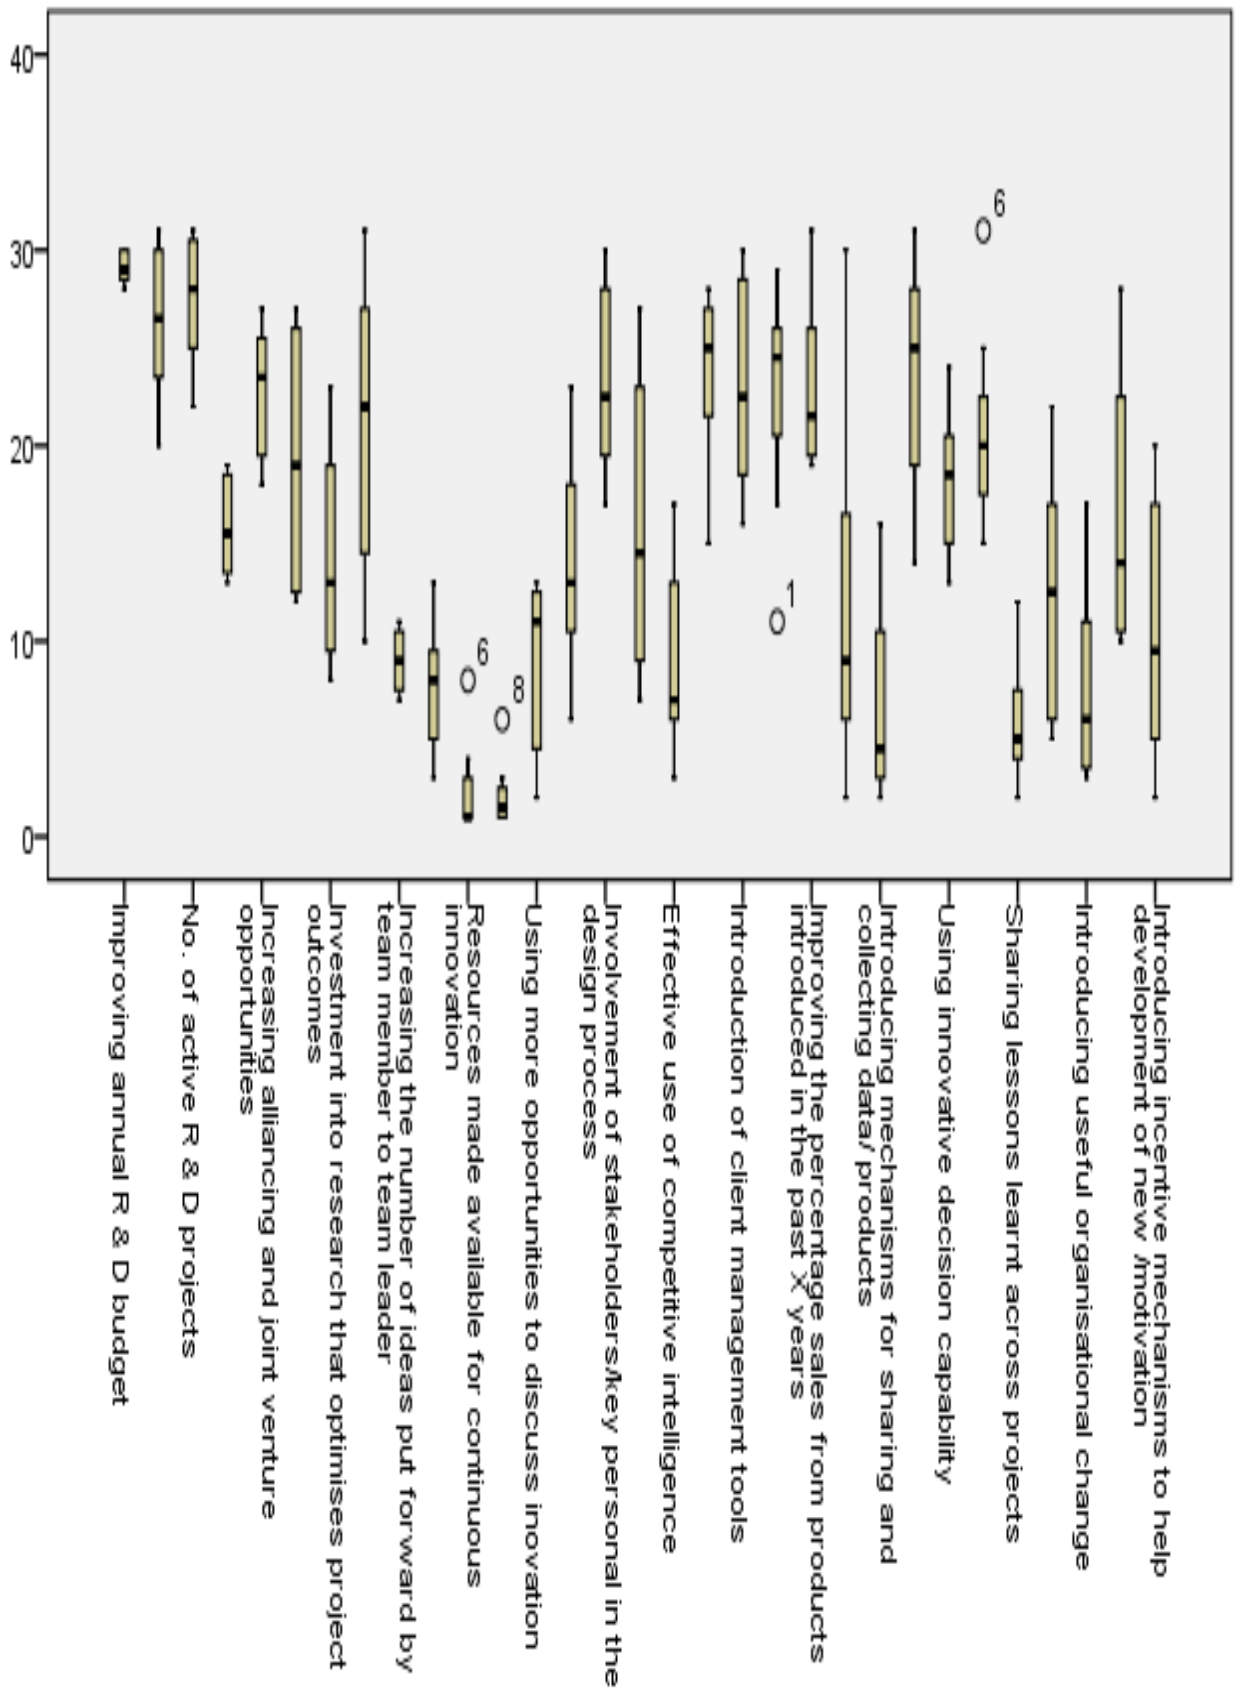 40
30
20
10
0
6
8
1
6
Improving annual R & D budget
No. of active R & D projects
Increasing alliancing and joint venture
opportunities
Investment into research that optimises project
outcomes
Increasing the number of ideas put forward by
team member to team leader
Resources made available for continuous
innovation
Using more opportunities to discuss inovation
Involvement of stakeholders/key personal in the
design process
Effective use of competitive intelligence
Introduction of client management tools
Improving the percentage sales from products
introduced in the past X years
Introducing mechanisms for sharing and
collecting data/ products
Using innovative decision capability
Sharing lessons learnt across projects
Introducing useful organisational change
Introducing incentive mechanisms to help
development of new /motivation